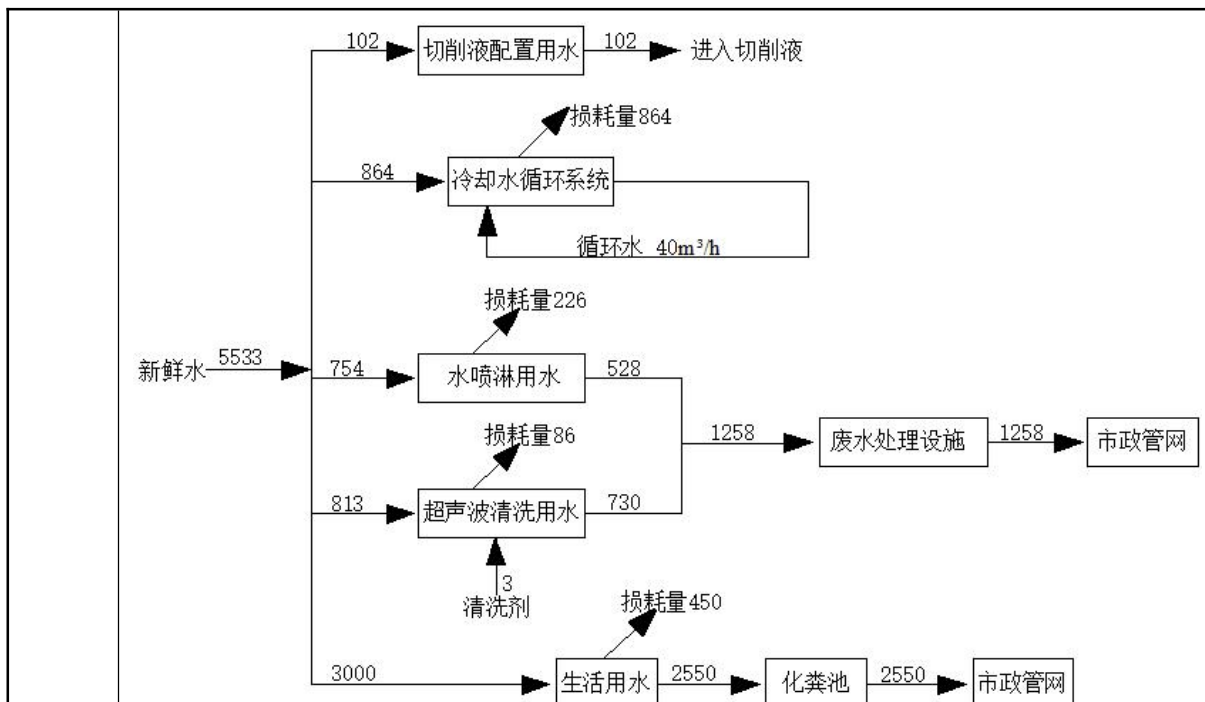 102 切削液配置用水 102 进入切削液
损耗量864
864 冷却水循环系统
循环水 40m³/h
损耗量226
新鲜水 5533
754 水喷淋用水 528
损耗量86
1258 废水处理设施 1258 市政管网
813 超声波清洗用水 730
3
清洗剂
损耗量450
3000 生活用水 2550 化粪池 2550 市政管网